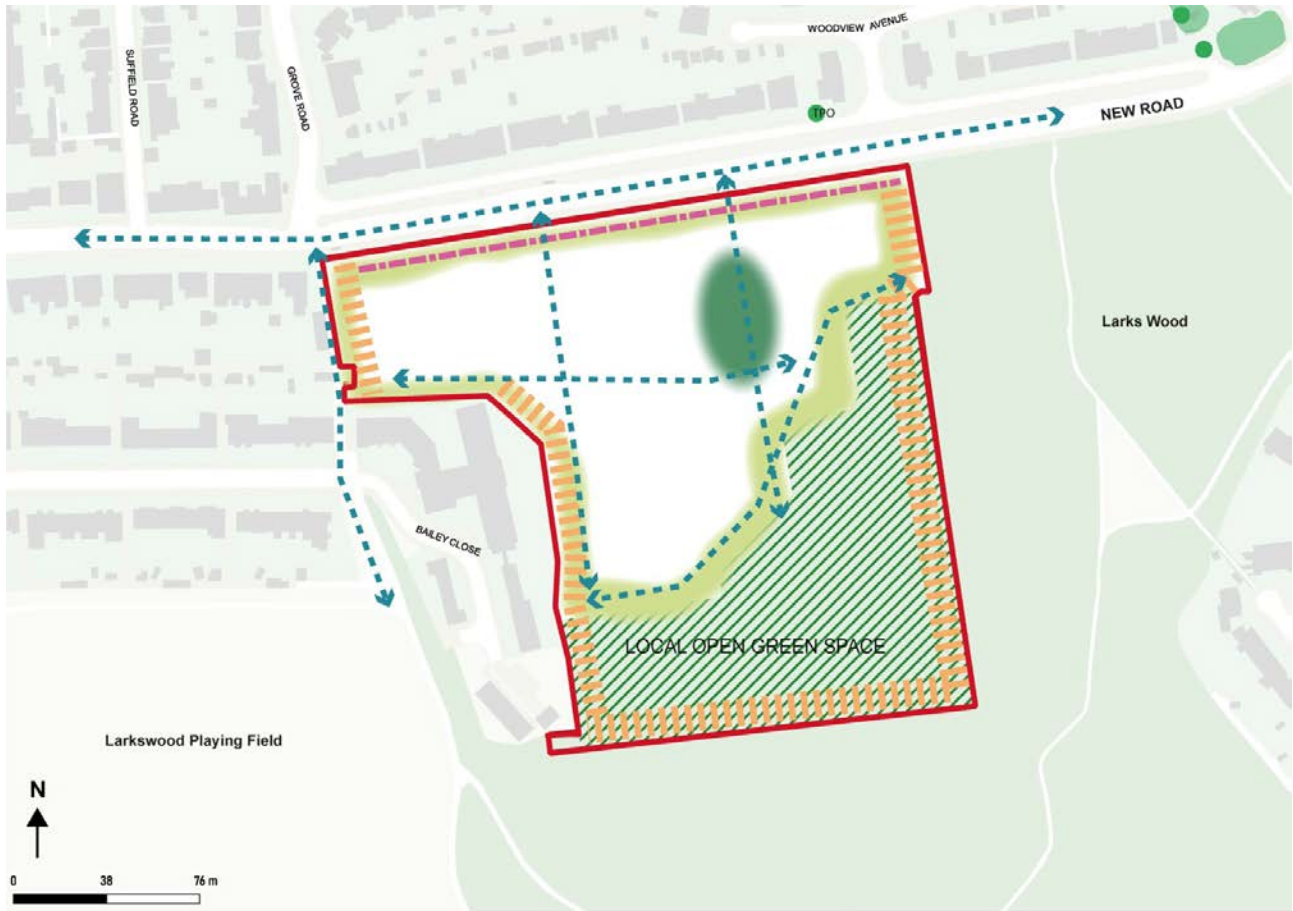 WOODVIEW AVENUE
SUFFIELD ROAD
GROVE ROAD
TPO
NEW ROAD
Larks Wood
BAILEY CLOSE
LOCAL OPEN GREEN SPACE
Larkswood Playing Field
N
0 38 76 m